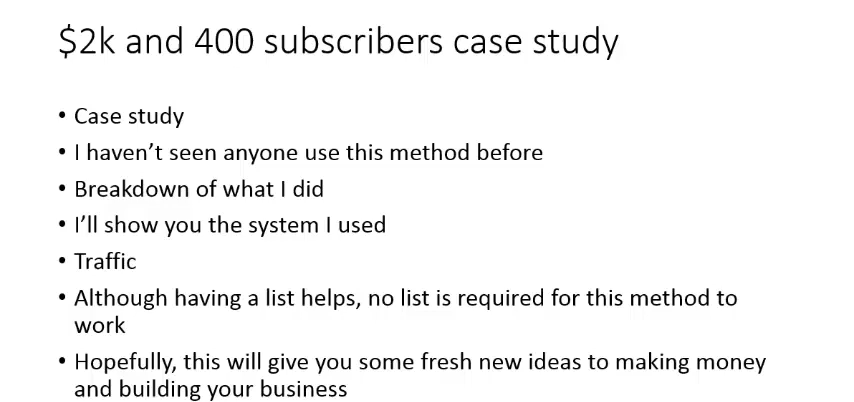 $2k and 400 subscribers case study
• Case study
• I haven’t seen anyone use this method before
• Breakdown of what I did
• I’ll show you the system I used
• Traffic
• Although having a list helps, no list is required for this method to
work
• Hopefully, this will give you some fresh new ideas to making money
and building your business